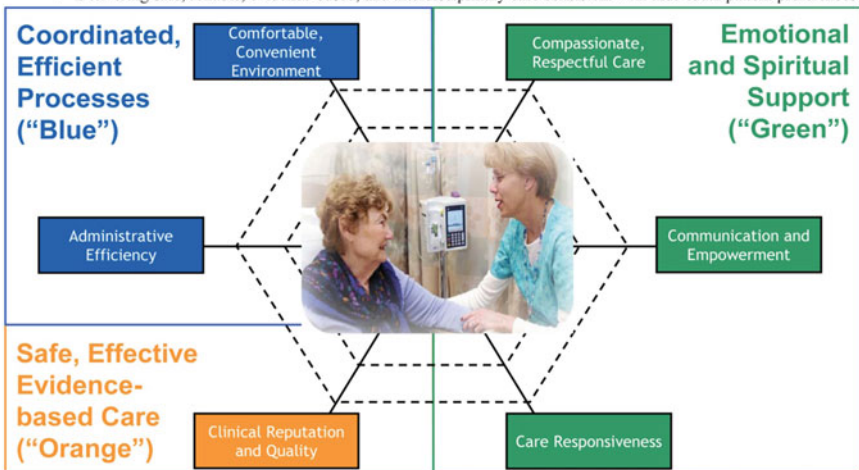 Coordinated,
Efficient
Processes
(“Blue”)
Comfortable,
Convenient
Environment
Compassionate,
Respectful Care
Emotional
and Spiritual
Support
(“Green”)
Administrative
Efficiency
Communication and
Empowerment
Safe, Effective
Evidence-
based Care
(“Orange”)
Clinical Reputation
and Quality
Care Responsiveness